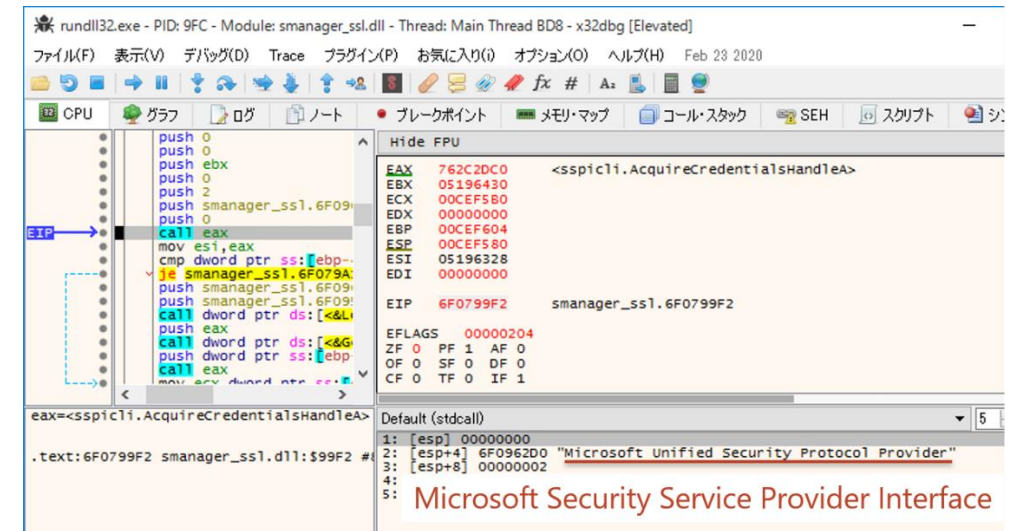 rundll32.exe - PID: 9FC - Module: smanager_ssl.dll - Thread: Main Thread BD8 - x32dbg [Elevated]
ファイル(F) 表示(V) デバッグ(D) Trace プラグイン(P) お気に入り(i) オプション(O) ヘルプ(H) Feb 23 2020
CPU グラフ ログ ノート ブレークポイント メモリ・マップ コール・スタック SEH スクリプト
push 0
push 0
push ebx
push 0
push 2
push smanager_ssl.6F09
push 0
EIP call eax
mov esi,eax
cmp dword ptr ss:[ebp-
je smanager_ssl.6F079A
push smanager_ssl.6F09
push smanager_ssl.6F09
call dword ptr ds:[<&L
push eax
call dword ptr ds:[<&G
push dword ptr ss:[ebp-
call eax
mov ecx dword ptr ss:[
Hide FPU
EAX 762C2DC0 <sspicli.AcquireCredentialsHandleA>
EBX 05196430
ECX 00CEF5B0
EDX 00000000
EBP 00CEF604
ESP 00CEF580
ESI 05196328
EDI 00000000
EIP 6F0799F2 smanager_ssl.6F0799F2
EFLAGS 00000204
ZF 0 PF 1 AF 0
OF 0 SF 0 DF 0
CF 0 TF 0 IF 1
eax=<sspicli.AcquireCredentialsHandleA>
.text:6F0799F2 smanager_ssl.dll:$99F2
Default (stdcall) 5
1: [esp] 00000000
2: [esp+4] 6F0962D0 "Microsoft Unified Security Protocol Provider"
3: [esp+8] 00000002
4:
5:
Microsoft Security Service Provider Interface